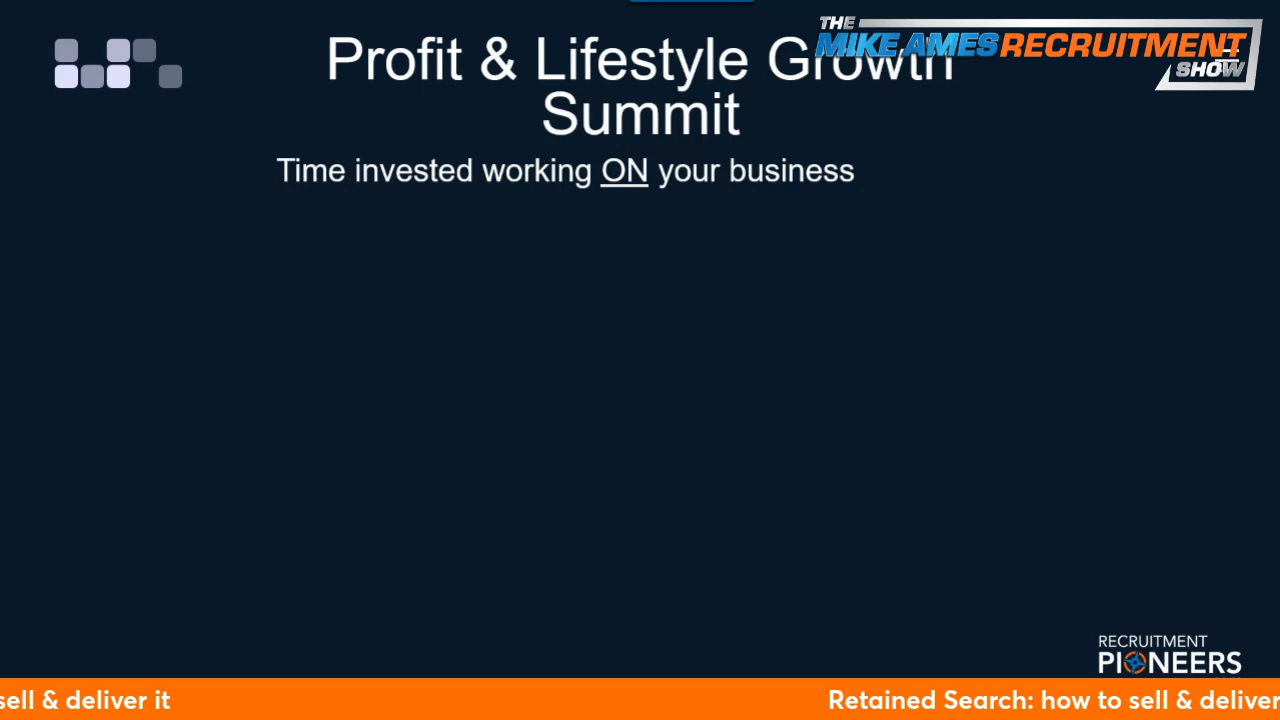 THE
MIKE AMES RECRUITMENT
SHOW
Profit & Lifestyle Growth
Summit
Time invested working ON your business
RECRUITMENT
PIONEERS
sell & deliver it
Retained Search: how to sell & deliver